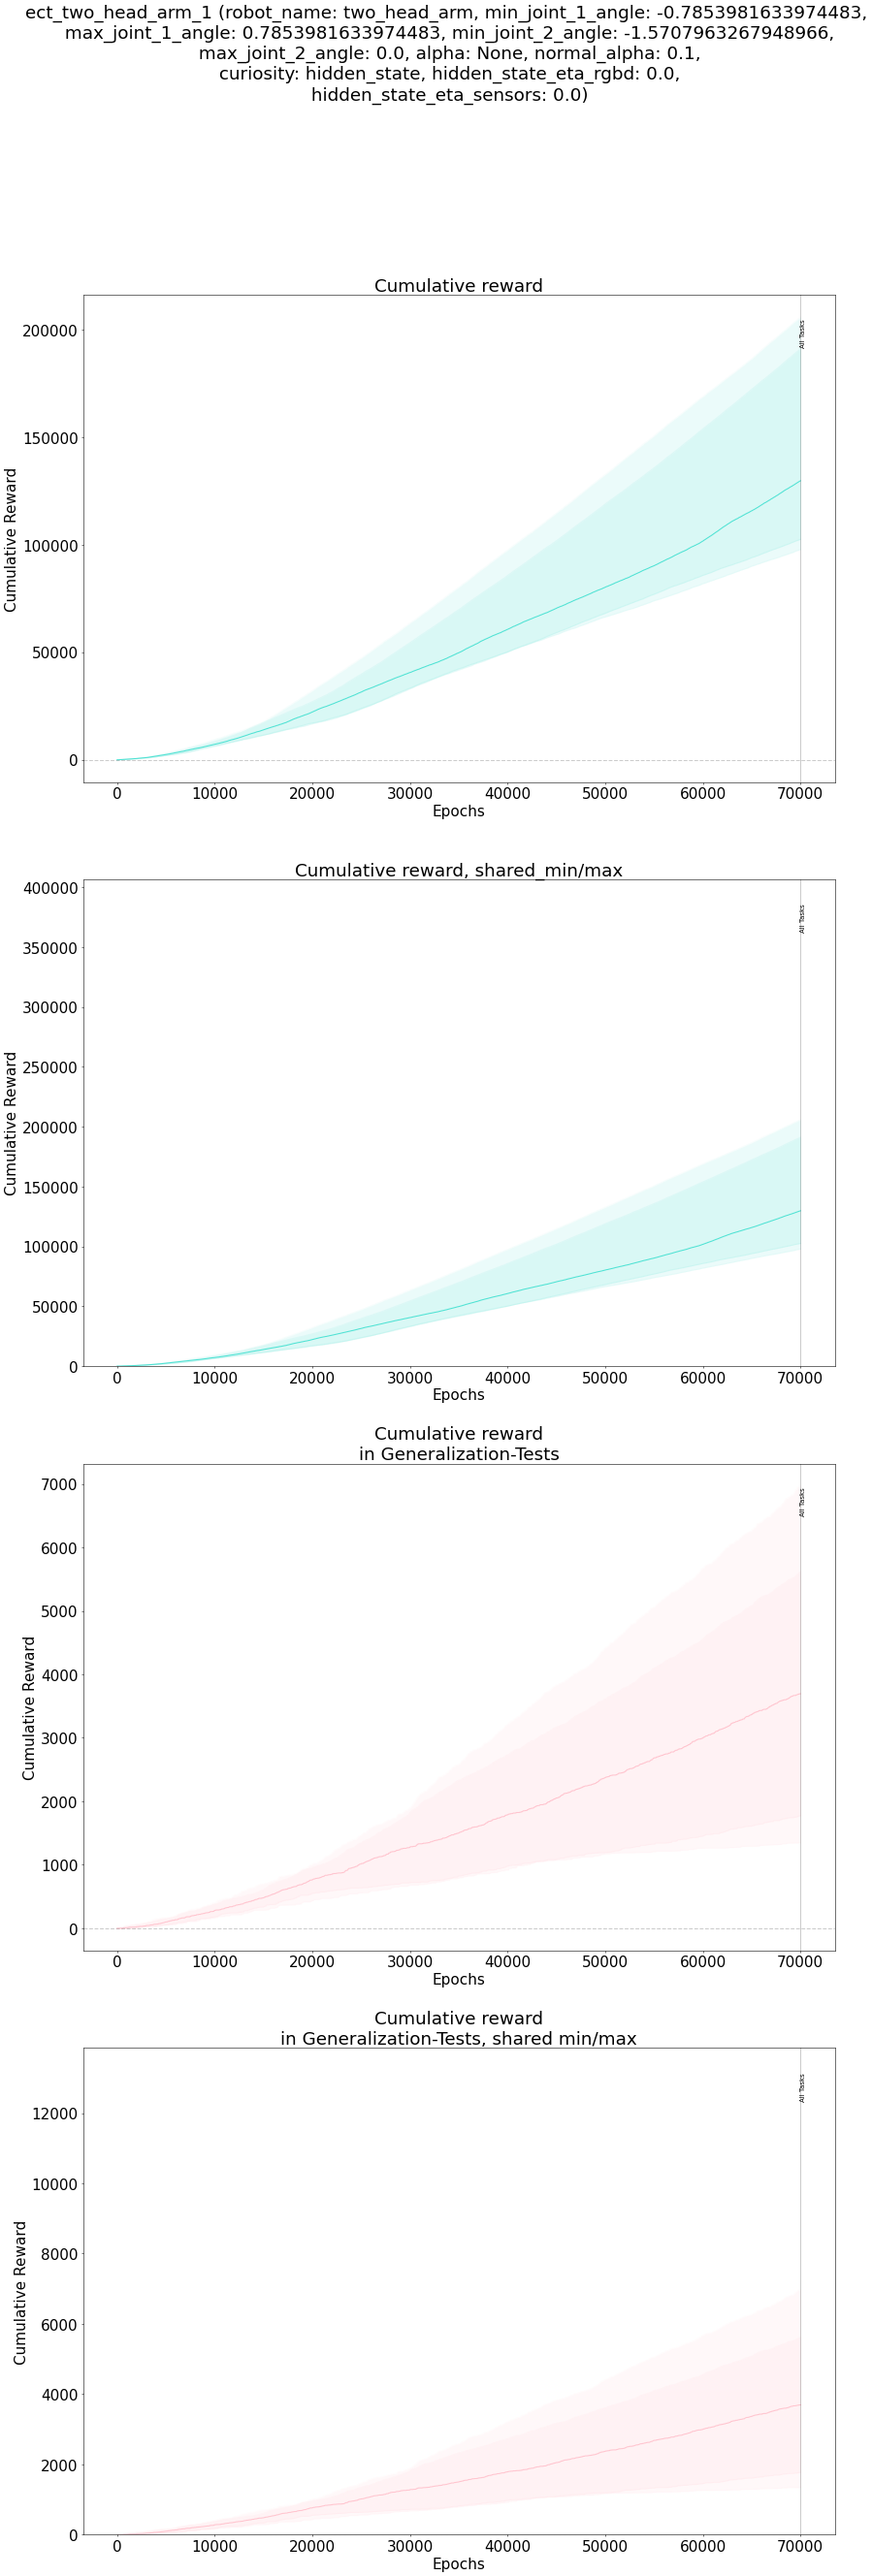 ect_two_head_arm_1 (robot_name: two_head_arm, min_joint_1_angle: -0.7853981633974483,
max_joint_1_angle: 0.7853981633974483, min_joint_2_angle: -1.5707963267948966,
max_joint_2_angle: 0.0, alpha: None, normal_alpha: 0.1,
curiosity: hidden_state, hidden_state_eta_rgbd: 0.0,
hidden_state_eta_sensors: 0.0)
Cumulative reward
200000
150000
100000
50000
0
Cumulative Reward
All Tasks
0 10000 20000 30000 40000 50000 60000 70000
Epochs
Cumulative reward, shared_min/max
400000
350000
300000
250000
200000
150000
100000
50000
0
Cumulative Reward
All Tasks
0 10000 20000 30000 40000 50000 60000 70000
Epochs
Cumulative reward
in Generalization-Tests
7000
6000
5000
4000
3000
2000
1000
0
Cumulative Reward
All Tasks
0 10000 20000 30000 40000 50000 60000 70000
Epochs
Cumulative reward
in Generalization-Tests, shared min/max
12000
10000
8000
6000
4000
2000
0
Cumulative Reward
All Tasks
0 10000 20000 30000 40000 50000 60000 70000
Epochs